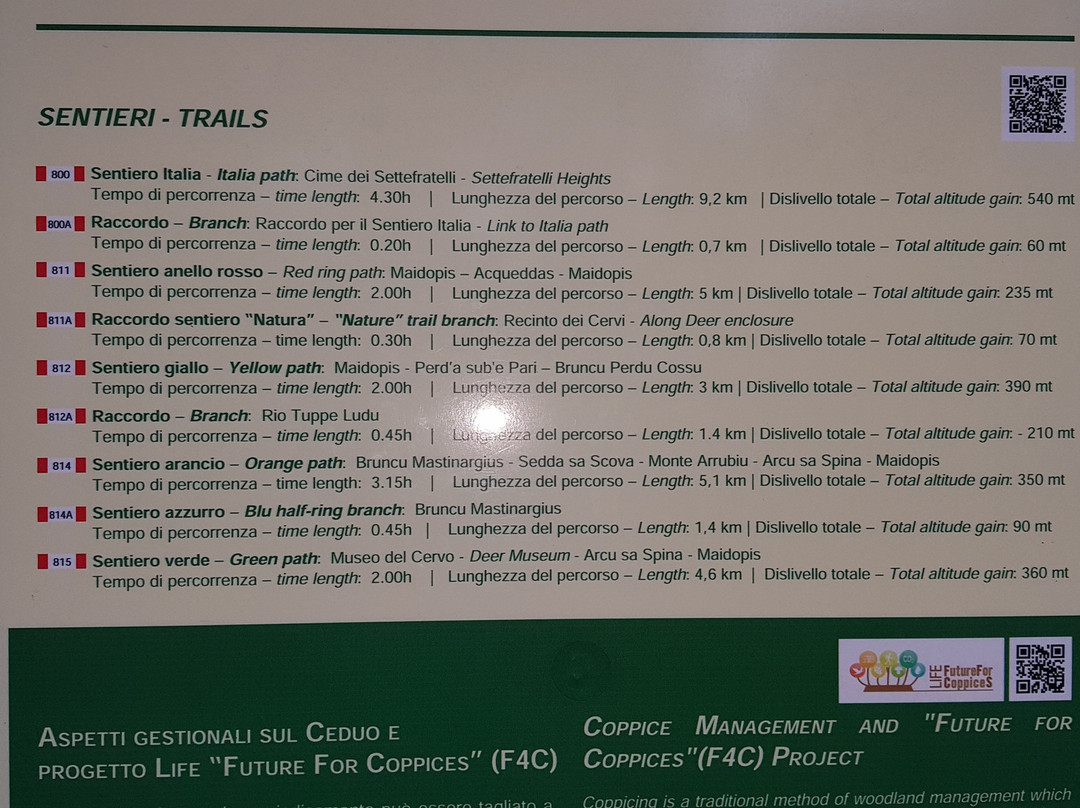 SENTIERI - TRAILS
800 Sentiero Italia - Italia path: Cime dei Settefratelli - Settefratelli Heights
Tempo di percorrenza – time length: 4.30h | Lunghezza del percorso – Length: 9,2 km | Dislivello totale – Total altitude gain: 540 mt
800A Raccordo – Branch: Raccordo per il Sentiero Italia - Link to Italia path
Tempo di percorrenza – time length: 0.20h | Lunghezza del percorso – Length: 0,7 km | Dislivello totale – Total altitude gain: 60 mt
811 Sentiero anello rosso – Red ring path: Maidopis – Acqueddas - Maidopis
Tempo di percorrenza – time length: 2.00h | Lunghezza del percorso – Length: 5 km | Dislivello totale – Total altitude gain: 235 mt
811A Raccordo sentiero "Natura" – "Nature" trail branch: Recinto dei Cervi - Along Deer enclosure
Tempo di percorrenza – time length: 0.30h | Lunghezza del percorso – Length: 0,8 km | Dislivello totale – Total altitude gain: 70 mt
812 Sentiero giallo – Yellow path: Maidopis - Perd'a sub'e Pari – Bruncu Perdu Cossu
Tempo di percorrenza – time length: 2.00h | Lunghezza del percorso – Length: 3 km | Dislivello totale – Total altitude gain: 390 mt
812A Raccordo – Branch: Rio Tuppe Ludu
Tempo di percorrenza – time length: 0.45h | Lunghezza del percorso – Length: 1.4 km | Dislivello totale – Total altitude gain: - 210 mt
814 Sentiero arancio – Orange path: Bruncu Mastinargius - Sedda sa Scova - Monte Arrubiu - Arcu sa Spina - Maidopis
Tempo di percorrenza – time length: 3.15h | Lunghezza del percorso – Length: 5,1 km | Dislivello totale – Total altitude gain: 350 mt
814A Sentiero azzurro – Blu half-ring branch: Bruncu Mastinargius
Tempo di percorrenza – time length: 0.45h | Lunghezza del percorso – Length: 1,4 km | Dislivello totale – Total altitude gain: 90 mt
815 Sentiero verde – Green path: Museo del Cervo - Deer Museum - Arcu sa Spina - Maidopis
Tempo di percorrenza – time length: 2.00h | Lunghezza del percorso – Length: 4,6 km | Dislivello totale – Total altitude gain: 360 mt
LIFE
FutureFor
CoppiceS
ASPETTI GESTIONALI SUL CEDUO E
PROGETTO LIFE "FUTURE FOR COPPICES" (F4C)
COPPICE MANAGEMENT AND "FUTURE FOR
COPPICES"(F4C) PROJECT
può essere tagliato a
Coppicing is a traditional method of woodland management which